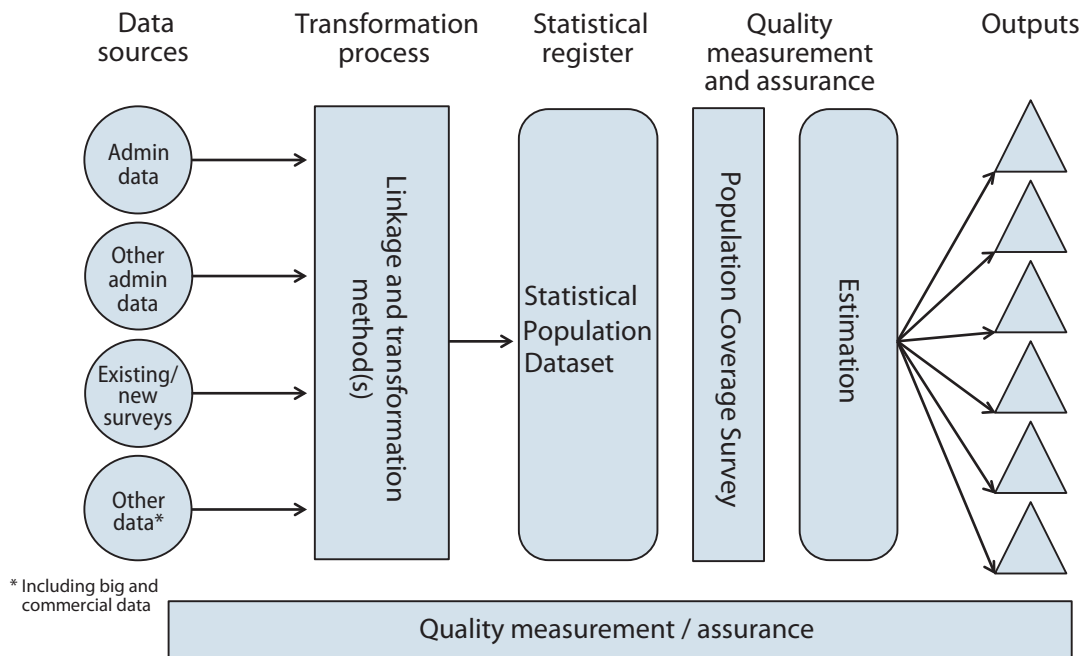 Data
sources
Transformation
process
Statistical
register
Quality
measurement
and assurance
Outputs
Admin
data
Other
admin
data
Existing/
new
surveys
Other
data*
* Including big and
commercial data
Linkage and transformation
method(s)
Statistical
Population
Dataset
Population Coverage Survey
Estimation
Quality measurement / assurance